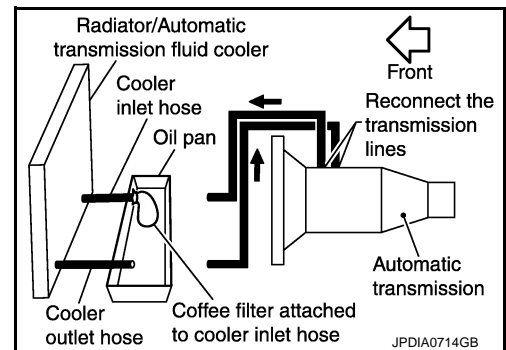 Radiator/Automatic
transmission fluid cooler
Front
Cooler
inlet hose
Reconnect the
transmission
lines
Oil pan
Automatic
transmission
Cooler
outlet hose
Coffee filter attached
to cooler inlet hose
JPDIA0714GB